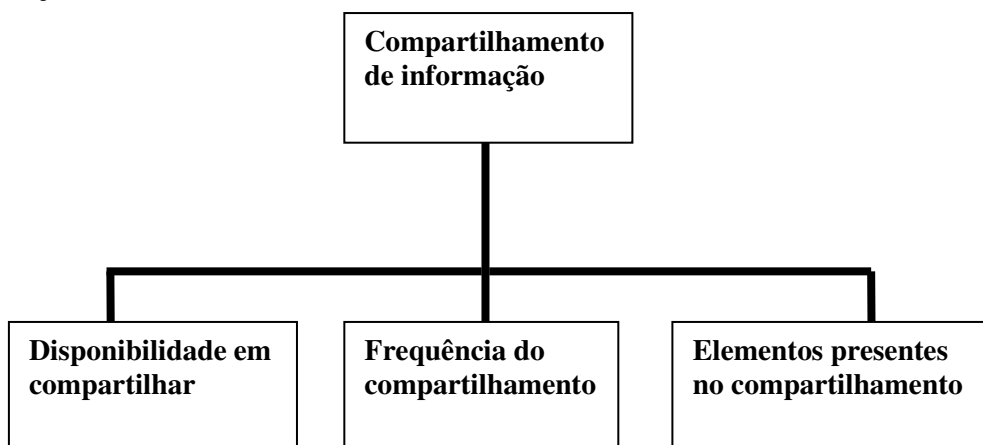 Compartilhamento
de informação
Disponibilidade em
compartilhar
Frequência do
compartilhamento
Elementos presentes
no compartilhamento